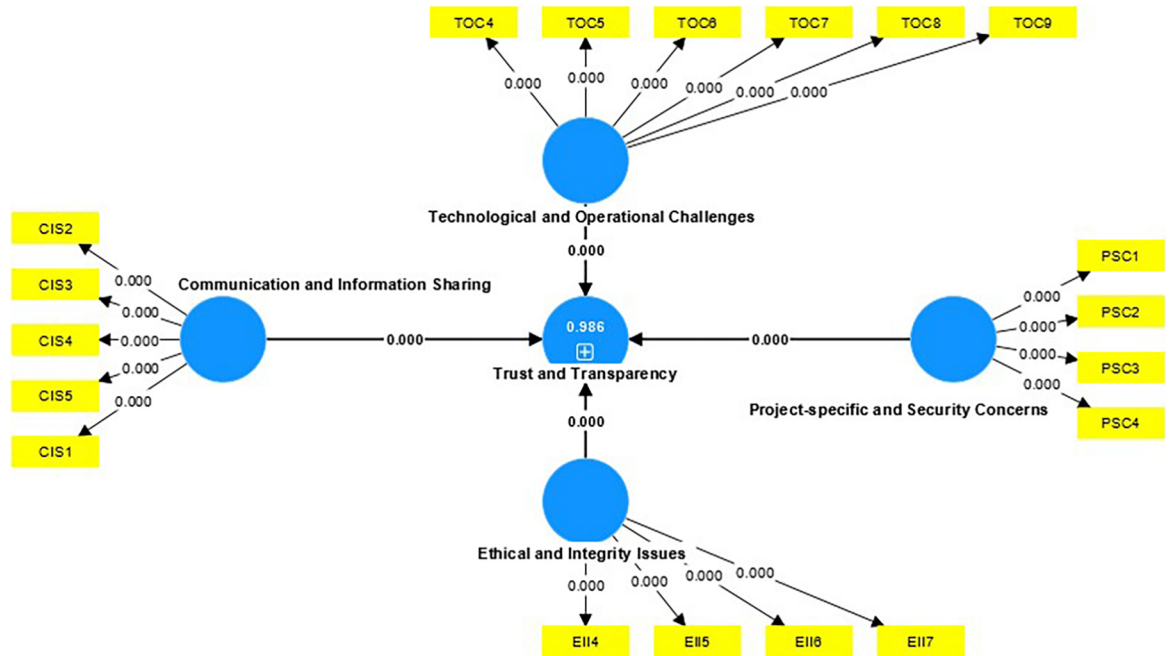 TOC4 TOC5 TOC6 TOC7 TOC8 TOC9
0.000 0.000 0.000 0.000 0.000 0.000
Technological and Operational Challenges
0.000
CIS2
CIS3
CIS4
CIS5
CIS1
0.000
0.000
0.000
0.000
0.000
Communication and Information Sharing
0.000
0.986
Trust and Transparency
0.000
PSC1
PSC2
PSC3
PSC4
0.000
0.000
0.000
0.000
Project-specific and Security Concerns
0.000
Ethical and Integrity Issues
0.000 0.000 0.000 0.000
EII4 EII5 EII6 EII7